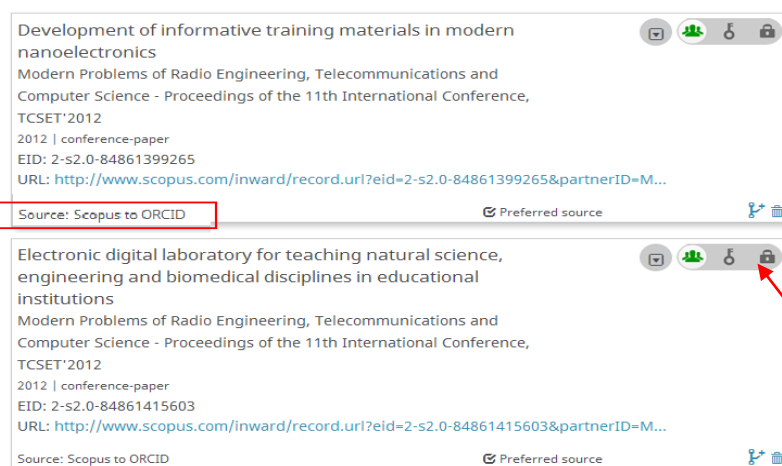 Development of informative training materials in modern
nanoelectronics
Modern Problems of Radio Engineering, Telecommunications and
Computer Science - Proceedings of the 11th International Conference,
TCSET'2012
2012 | conference-paper
EID: 2-s2.0-84861399265
URL: http://www.scopus.com/inward/record.url?eid=2-s2.0-84861399265&partnerID=M...
Source: Scopus to ORCID Preferred source
Electronic digital laboratory for teaching natural science,
engineering and biomedical disciplines in educational
institutions
Modern Problems of Radio Engineering, Telecommunications and
Computer Science - Proceedings of the 11th International Conference,
TCSET'2012
2012 | conference-paper
EID: 2-s2.0-84861415603
URL: http://www.scopus.com/inward/record.url?eid=2-s2.0-84861415603&partnerID=M...
Source: Scopus to ORCID Preferred source